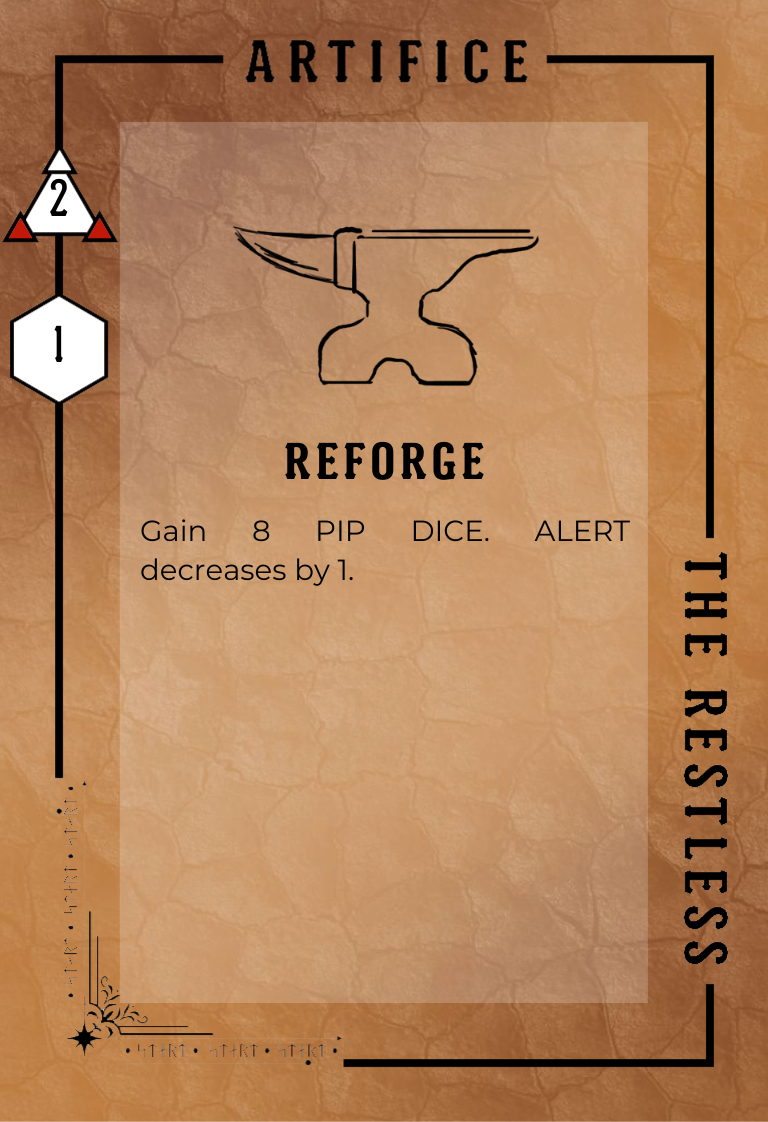 ARTIFICE
2
1
REFORGE
Gain 8 PIP DICE. ALERT
decreases by 1.
THE RESTLESS